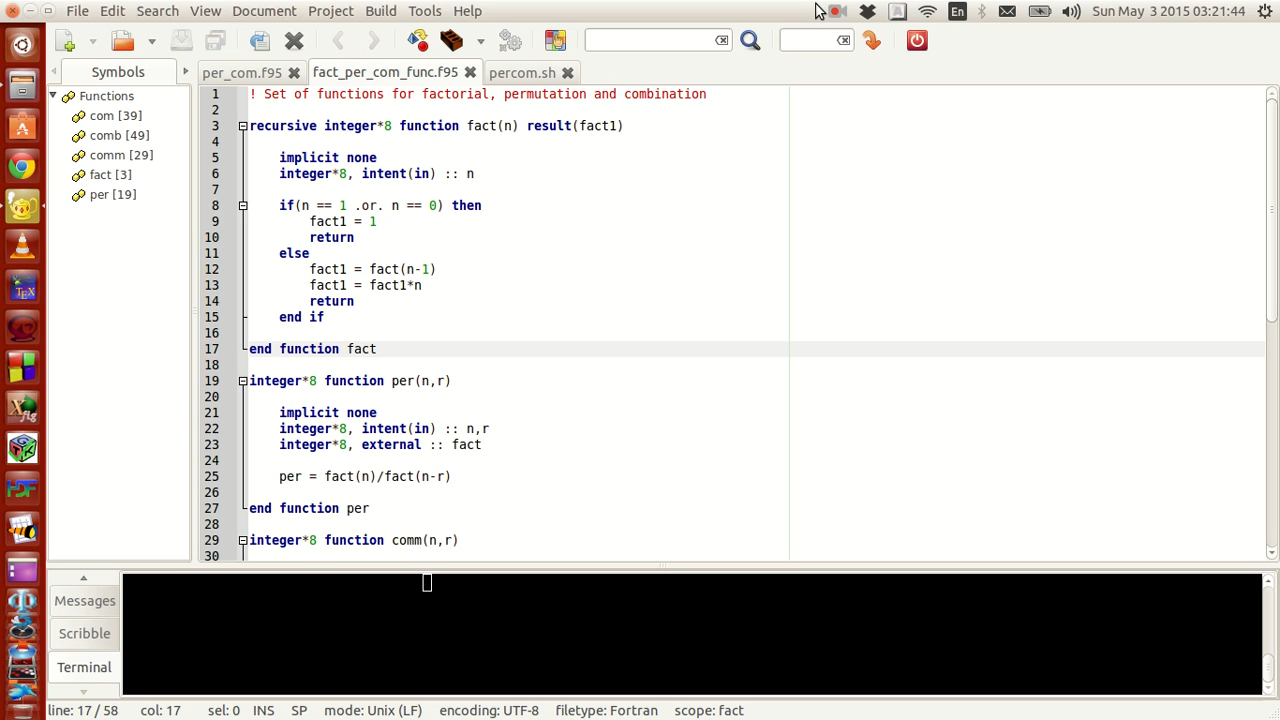 File Edit Search View Document Project Build Tools Help En Sun May 3 2015 03:21:44
Symbols per_com.f95 fact_per_com_func.f95 percom.sh
Functions
com [39]
comb [49]
comm [29]
fact [3]
per [19]
1 ! Set of functions for factorial, permutation and combination
2
3 recursive integer*8 function fact(n) result(fact1)
4
5 implicit none
6 integer*8, intent(in) :: n
7
8 if(n == 1 .or. n == 0) then
9 fact1 = 1
10 return
11 else
12 fact1 = fact(n-1)
13 fact1 = fact1*n
14 return
15 end if
16
17 end function fact
18
19 integer*8 function per(n,r)
20
21 implicit none
22 integer*8, intent(in) :: n,r
23 integer*8, external :: fact
24
25 per = fact(n)/fact(n-r)
26
27 end function per
28
29 integer*8 function comm(n,r)
30
Messages
Scribble
Terminal
line: 17 / 58 col: 17 sel: 0 INS SP mode: Unix (LF) encoding: UTF-8 filetype: Fortran scope: fact